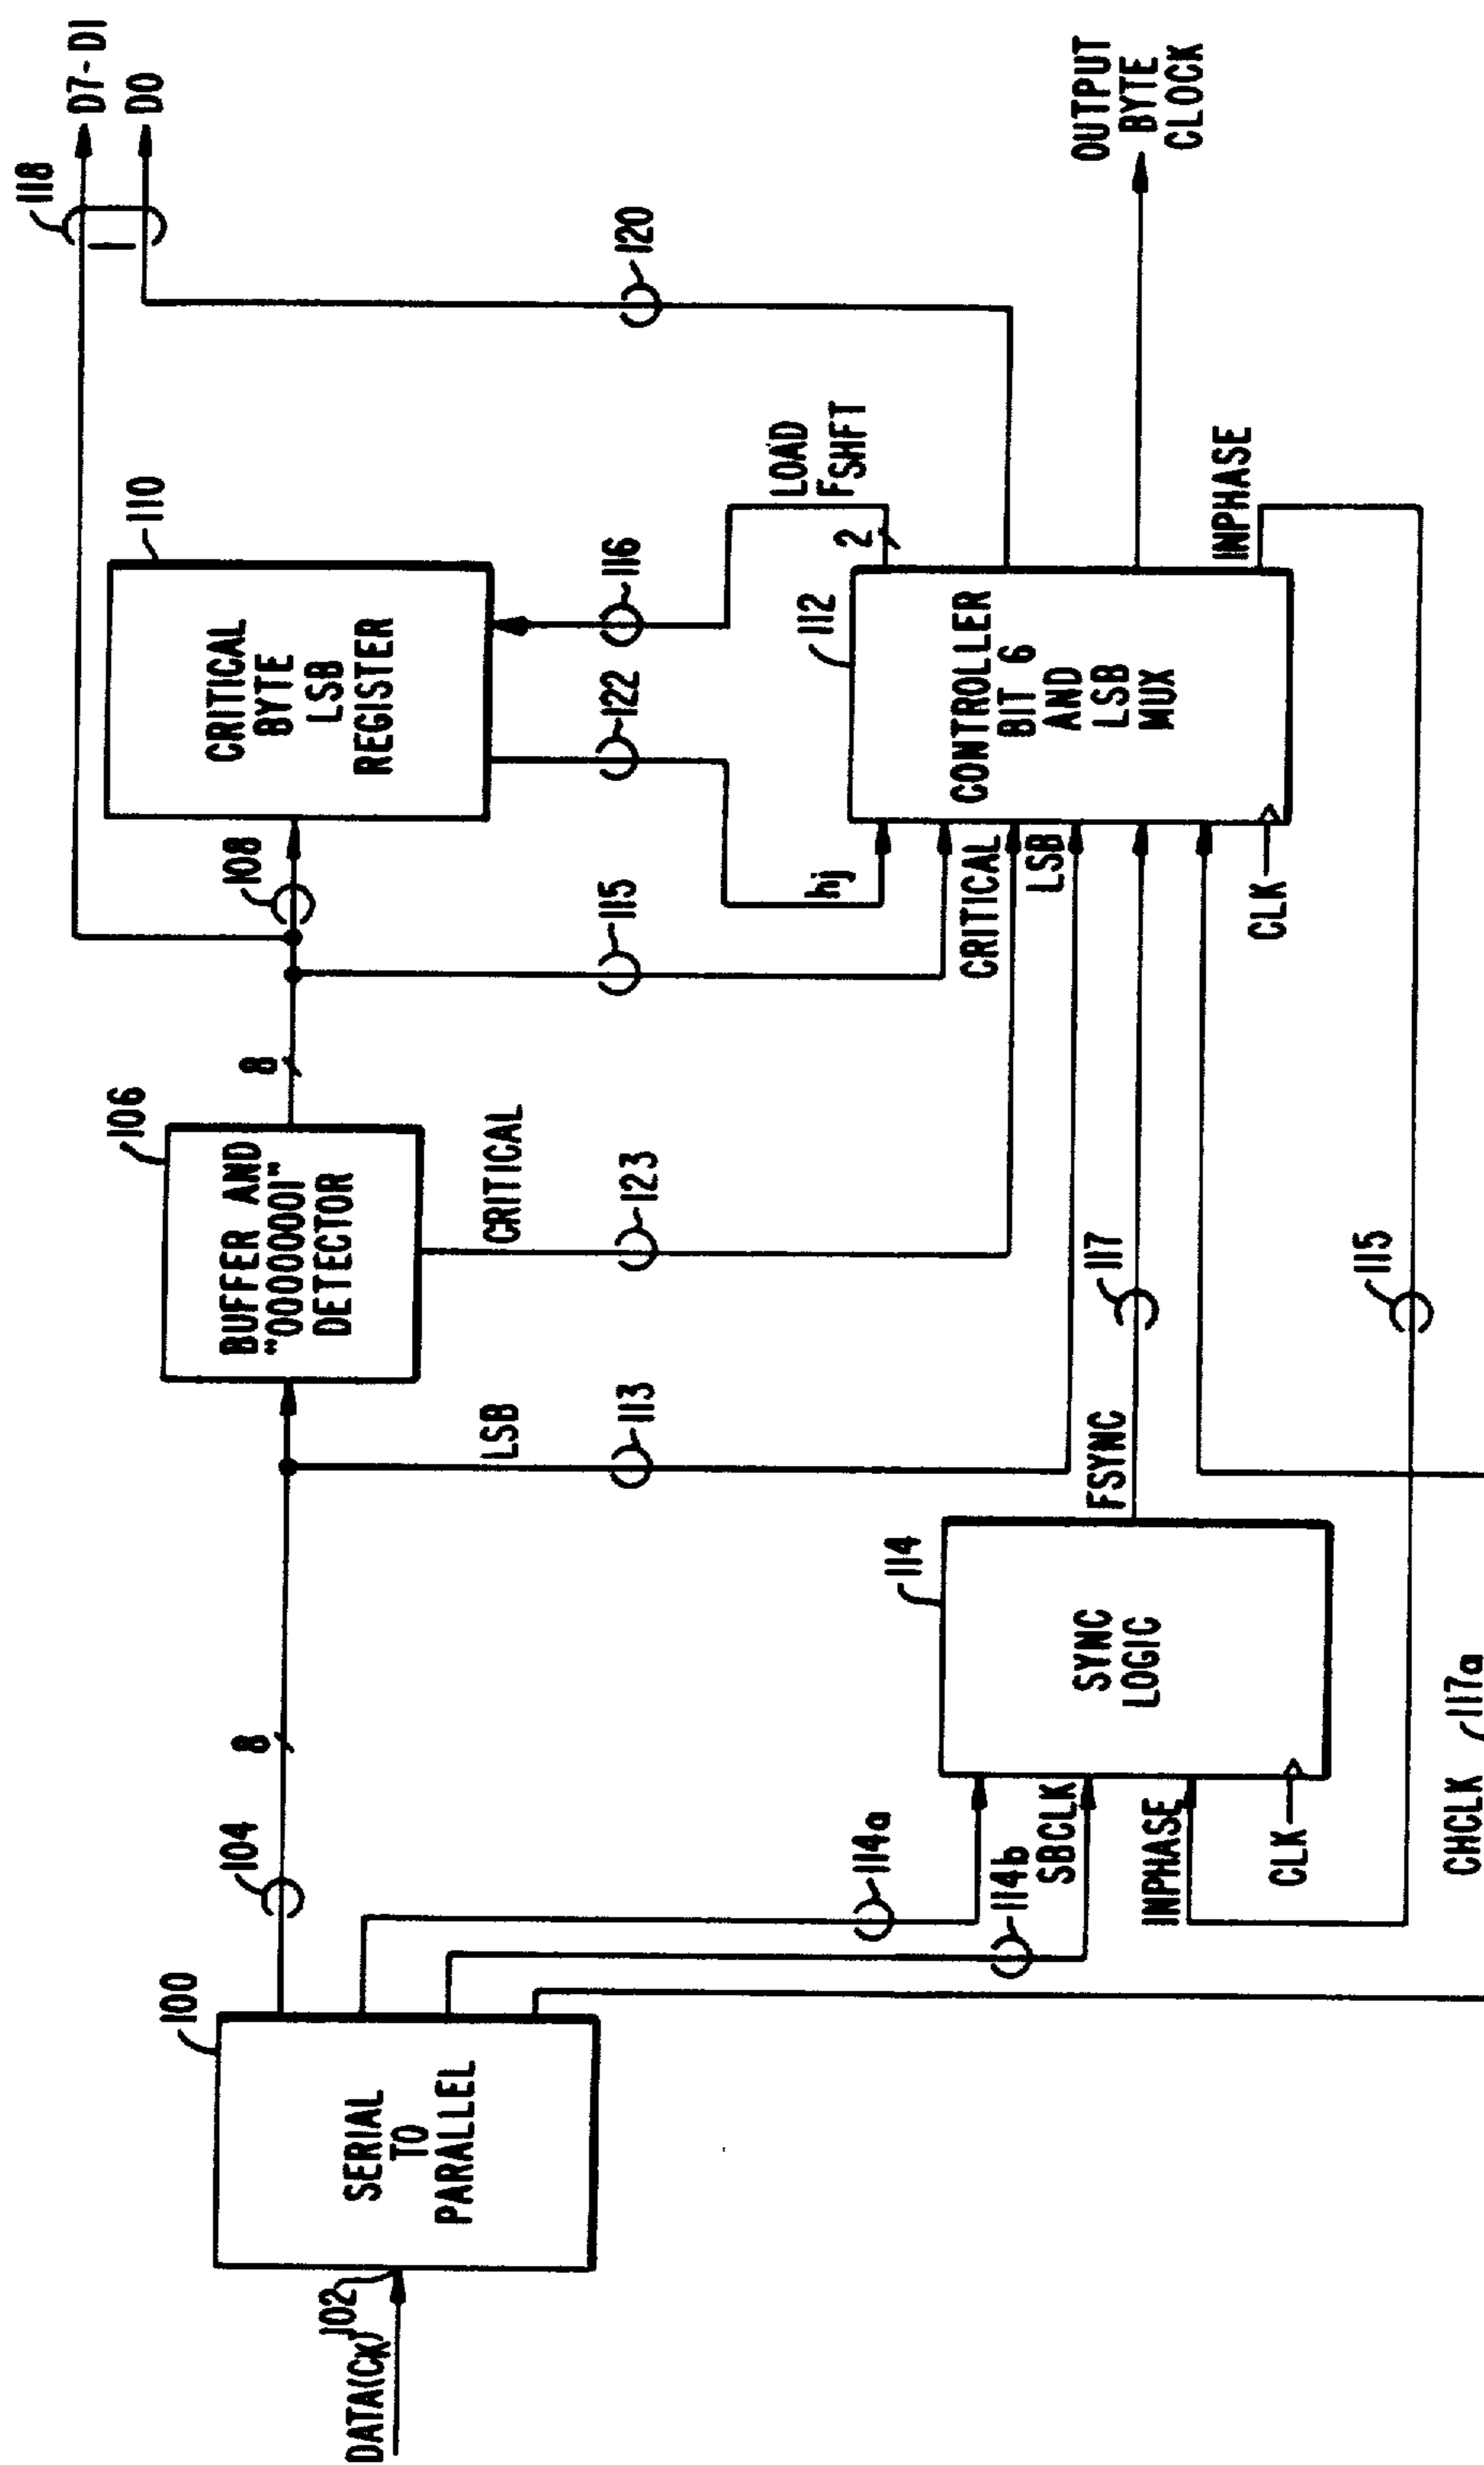 DATA(CK)
102
100
SERIAL
TO
PARALLEL
104
8
114a
114b
SBCLK
INPHASE
CLK
CHCLK
117a
114
SYNC
LOGIC
FSYNC
117
115
LSB
113
106
BUFFER AND
"0000001"
DETECTOR
CRITICAL
123
8
108
115
110
CRITICAL
BYTE
LSB
REGISTER
122
116
hj
CRITICAL
LSB
CLK
112
CONTROLLER
BIT 6
AND
LSB
MUX
2
LOAD
FSHFT
INPHASE
120
118
D7-D1
D0
OUTPUT
BYTE
CLOCK